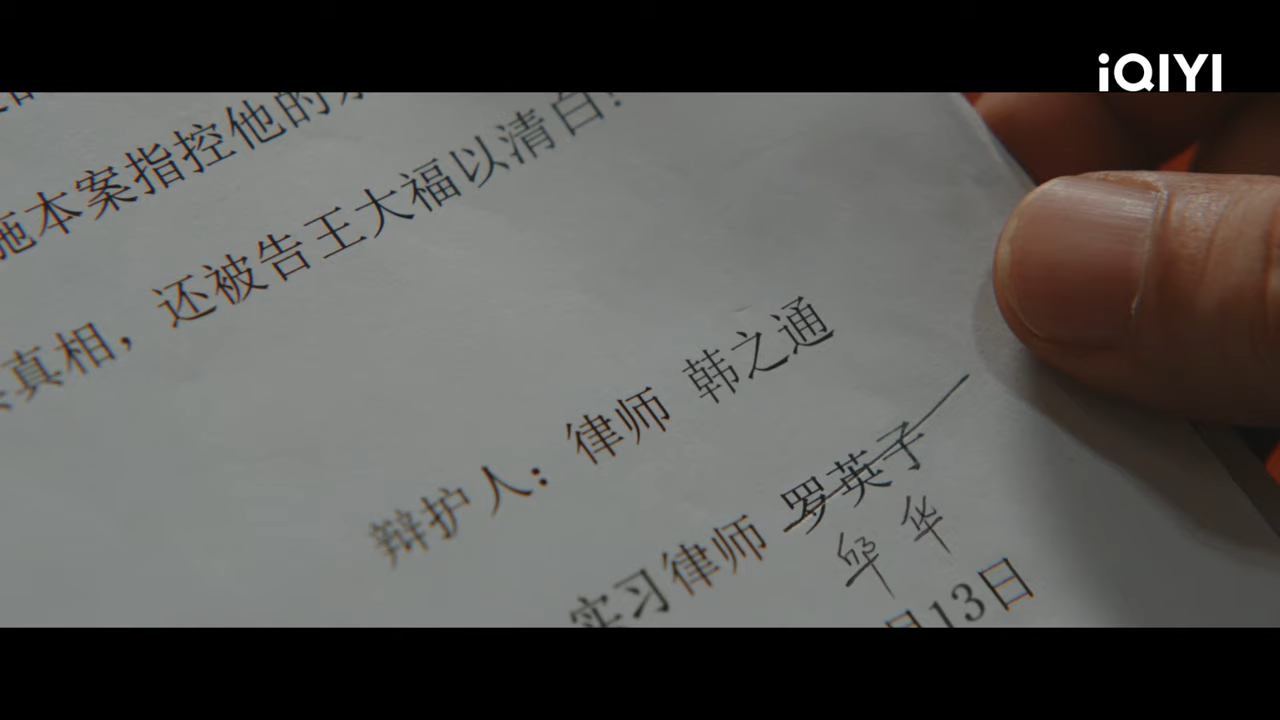 iQIYI
施本案指控他的
真相，还被告王大福以清白！
辩护人：律师 韩之通
实习律师 罗英子
华
月13日